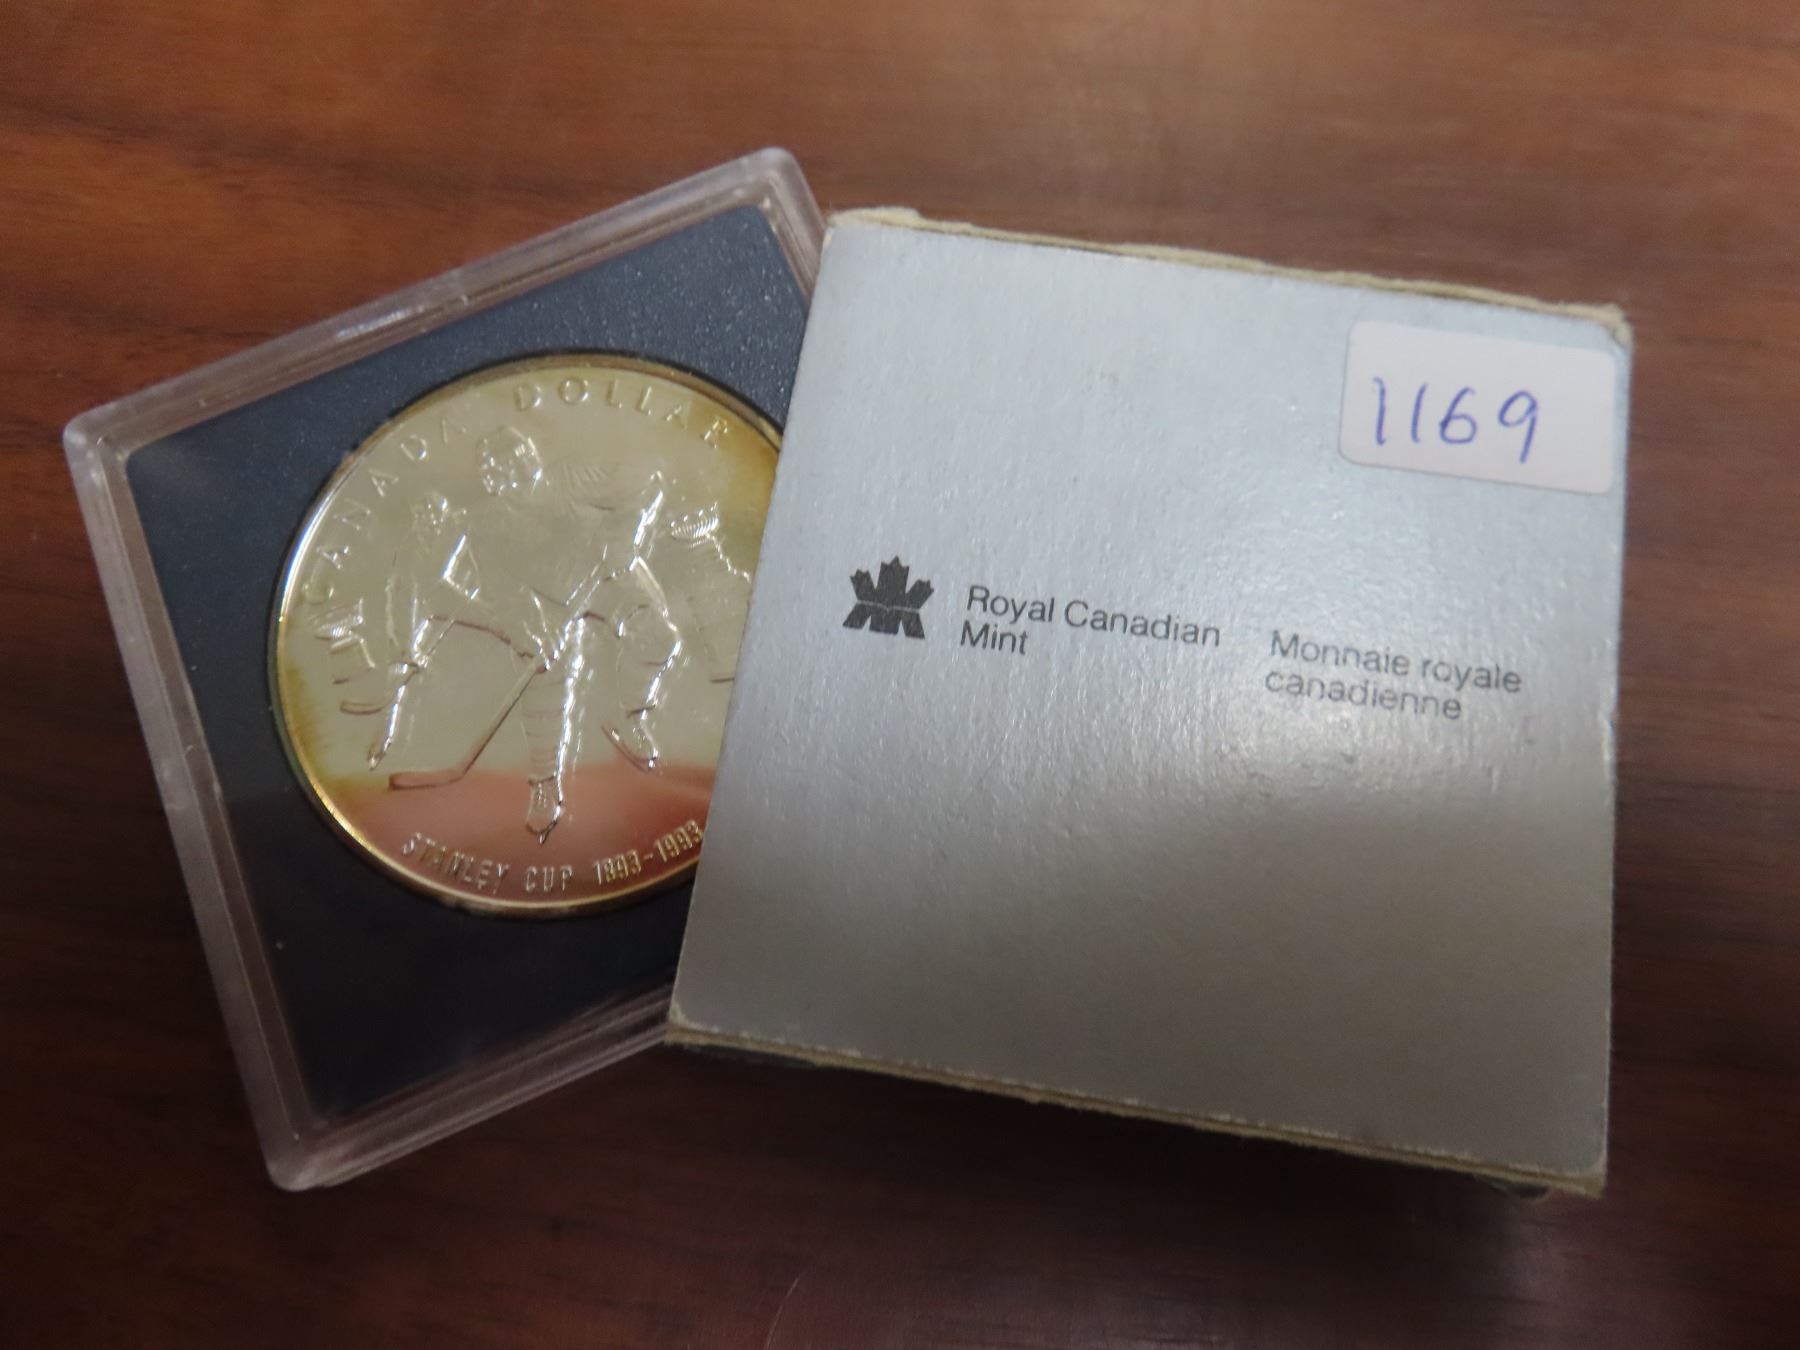 CANADA DOLLAR
STANLEY CUP 1893-1993
1169
Royal Canadian
Mint
Monnaie royale
canadienne